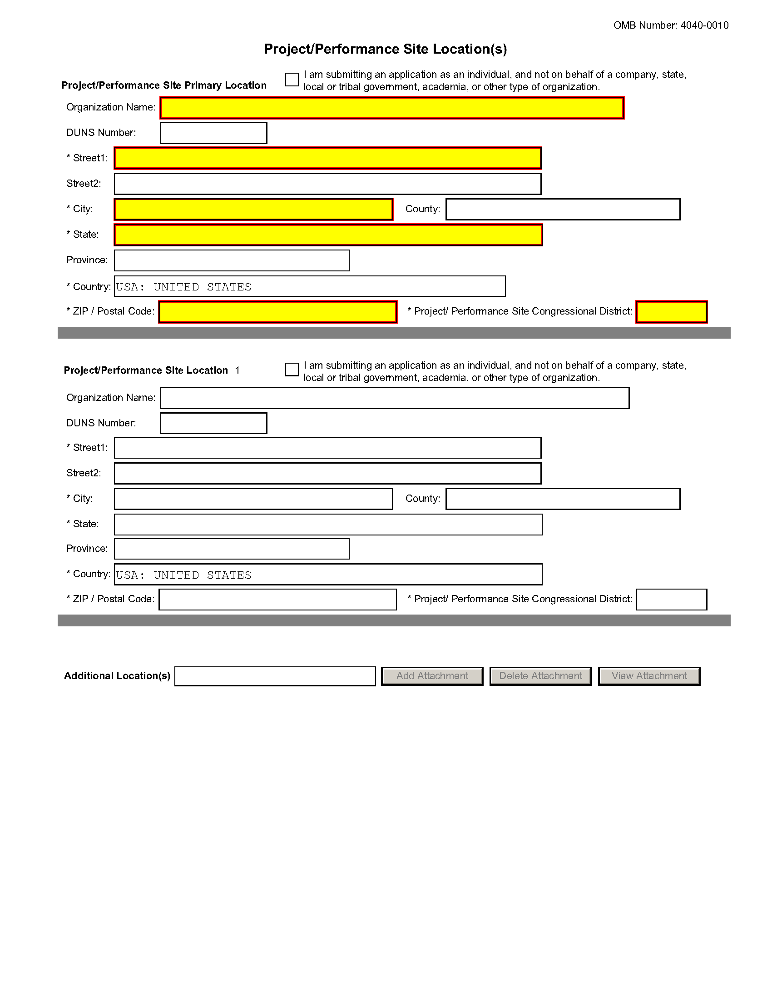 OMB Number: 4040-0010
Project/Performance Site Location(s)
I am submitting an application as an individual, and not on behalf of a company, state,
Project/Performance Site Primary Location
local or tribal government, academia, or other type of organization.
Organization Name:
DUNS Number:
* Street1:
Street2:
* City: County:
* State:
Province:
* Country: USA: UNITED STATES
* ZIP / Postal Code: * Project/ Performance Site Congressional District:
Project/Performance Site Location 1
I am submitting an application as an individual, and not on behalf of a company, state,
local or tribal government, academia, or other type of organization.
Organization Name:
DUNS Number:
* Street1:
Street2:
* City: County:
* State:
Province:
* Country: USA: UNITED STATES
* ZIP / Postal Code: * Project/ Performance Site Congressional District:
Additional Location(s) Add Attachment Delete Attachment View Attachment